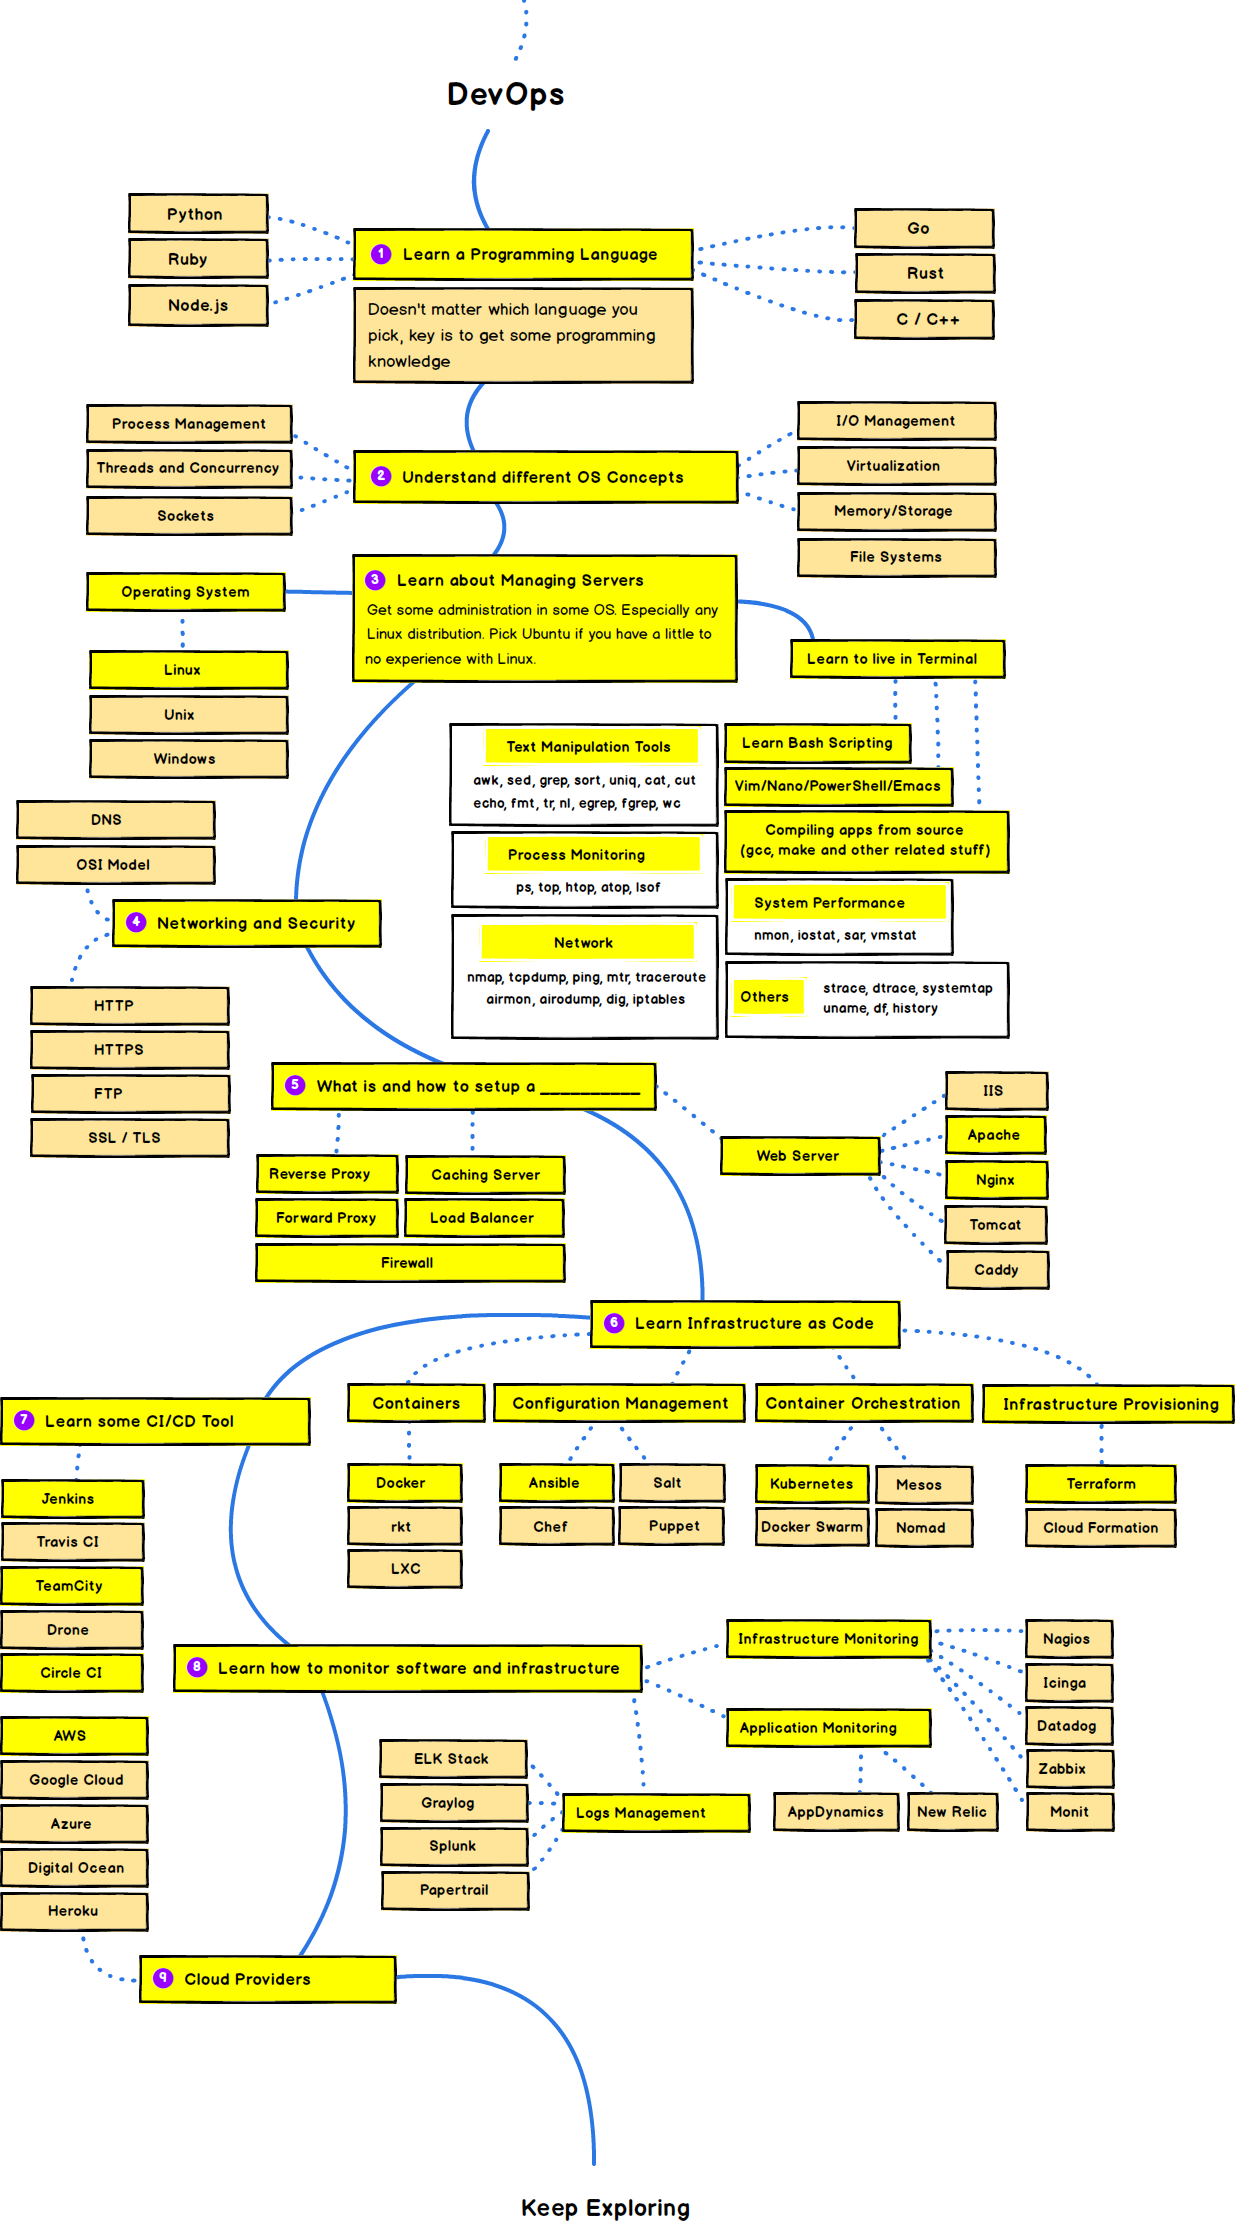 DevOps
Python
Ruby
Node.js
1 Learn a Programming Language
Doesn't matter which language you
pick, key is to get some programming
knowledge
Go
Rust
C / C++
Process Management
Threads and Concurrency
Sockets
2 Understand different OS Concepts
I/O Management
Virtualization
Memory/Storage
File Systems
3 Learn about Managing Servers
Get some administration in some OS. Especially any
Linux distribution. Pick Ubuntu if you have a little to
no experience with Linux.
Operating System
Linux
Unix
Windows
Learn to live in Terminal
Learn Bash Scripting
Vim/Nano/PowerShell/Emacs
Compiling apps from source
(gcc, make and other related stuff)
Text Manipulation Tools
awk, sed, grep, sort, uniq, cat, cut
echo, fmt, tr, nl, egrep, fgrep, wc
Process Monitoring
ps, top, htop, atop, lsof
Network
nmap, tcpdump, ping, mtr, traceroute
airmon, airodump, dig, iptables
System Performance
nmon, iostat, sar, vmstat
Others
strace, dtrace, systemtap
uname, df, history
DNS
OSI Model
4 Networking and Security
HTTP
HTTPS
FTP
SSL / TLS
5 What is and how to setup a __________
Reverse Proxy
Caching Server
Forward Proxy
Load Balancer
Firewall
Web Server
IIS
Apache
Nginx
Tomcat
Caddy
6 Learn Infrastructure as Code
Containers
Docker
rkt
LXC
Configuration Management
Ansible
Salt
Chef
Puppet
Container Orchestration
Kubernetes
Mesos
Docker Swarm
Nomad
Infrastructure Provisioning
Terraform
Cloud Formation
7 Learn some CI/CD Tool
Jenkins
Travis CI
TeamCity
Drone
Circle CI
8 Learn how to monitor software and infrastructure
Infrastructure Monitoring
Nagios
Icinga
Datadog
Zabbix
Monit
Application Monitoring
AppDynamics
New Relic
Logs Management
ELK Stack
Graylog
Splunk
Papertrail
AWS
Google Cloud
Azure
Digital Ocean
Heroku
9 Cloud Providers
Keep Exploring